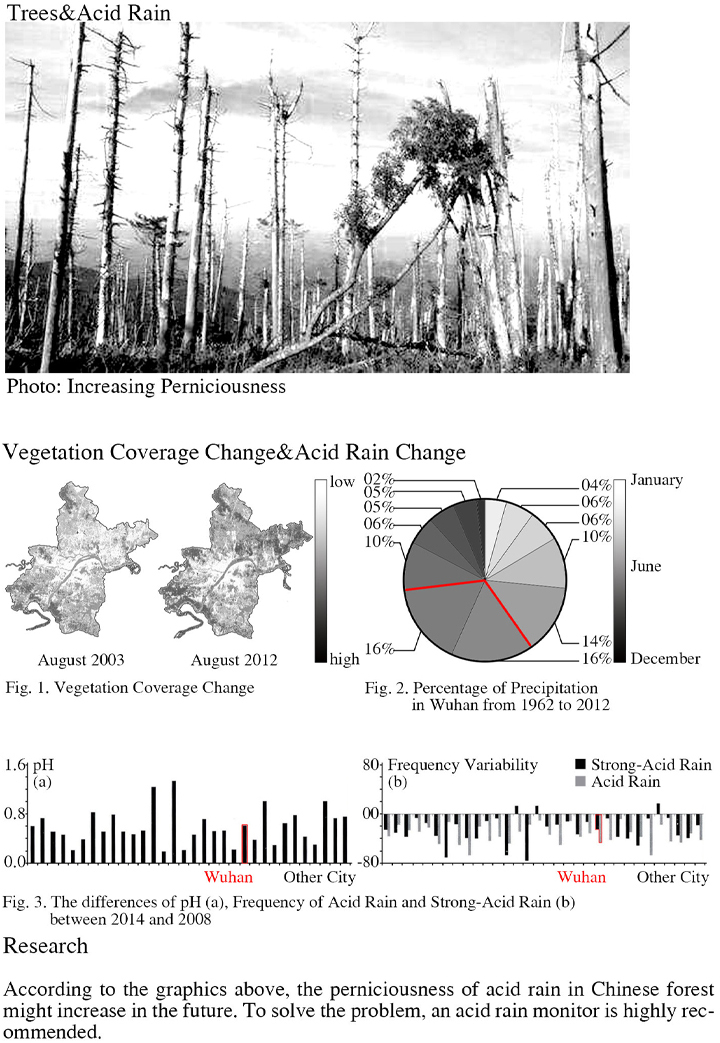 Trees&Acid Rain
Photo: Increasing Perniciousness
Vegetation Coverage Change&Acid Rain Change
low
high
August 2003
August 2012
Fig. 1. Vegetation Coverage Change
02%
05%
05%
06%
10%
16%
04%
06%
06%
10%
14%
16%
January
June
December
Fig. 2. Percentage of Precipitation
in Wuhan from 1962 to 2012
1.6
pH
(a)
0.8
0.0
Wuhan
Other City
80
Frequency Variability
(b)
Strong-Acid Rain
Acid Rain
00
-80
Wuhan
Other City
Fig. 3. The differences of pH (a), Frequency of Acid Rain and Strong-Acid Rain (b)
between 2014 and 2008
Research
According to the graphics above, the perniciousness of acid rain in Chinese forest
might increase in the future. To solve the problem, an acid rain monitor is highly rec-
ommended.